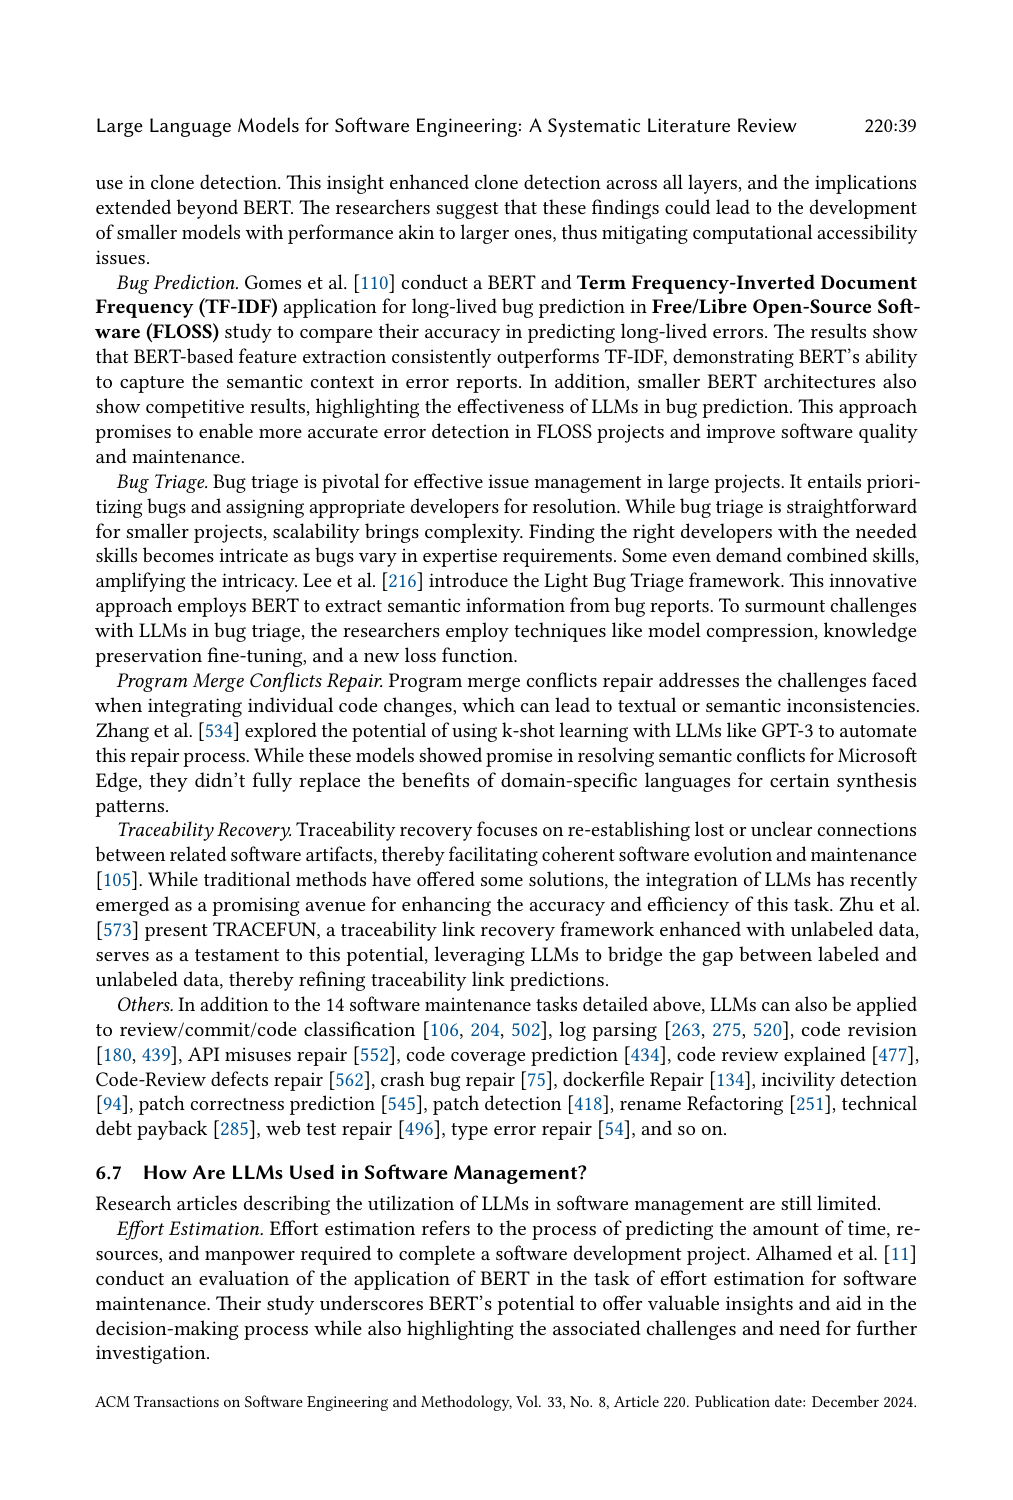 Large Language Models for Software Engineering: A Systematic Literature Review 220:39
use in clone detection. This insight enhanced clone detection across all layers, and the implications
extended beyond BERT. The researchers suggest that these findings could lead to the development
of smaller models with performance akin to larger ones, thus mitigating computational accessibility
issues.
Bug Prediction. Gomes et al. [110] conduct a BERT and Term Frequency-Inverted Document
Frequency (TF-IDF) application for long-lived bug prediction in Free/Libre Open-Source Soft-
ware (FLOSS) study to compare their accuracy in predicting long-lived errors. The results show
that BERT-based feature extraction consistently outperforms TF-IDF, demonstrating BERT's ability
to capture the semantic context in error reports. In addition, smaller BERT architectures also
show competitive results, highlighting the effectiveness of LLMs in bug prediction. This approach
promises to enable more accurate error detection in FLOSS projects and improve software quality
and maintenance.
Bug Triage. Bug triage is pivotal for effective issue management in large projects. It entails priori-
tizing bugs and assigning appropriate developers for resolution. While bug triage is straightforward
for smaller projects, scalability brings complexity. Finding the right developers with the needed
skills becomes intricate as bugs vary in expertise requirements. Some even demand combined skills,
amplifying the intricacy. Lee et al. [216] introduce the Light Bug Triage framework. This innovative
approach employs BERT to extract semantic information from bug reports. To surmount challenges
with LLMs in bug triage, the researchers employ techniques like model compression, knowledge
preservation fine-tuning, and a new loss function.
Program Merge Conflicts Repair. Program merge conflicts repair addresses the challenges faced
when integrating individual code changes, which can lead to textual or semantic inconsistencies.
Zhang et al. [534] explored the potential of using k-shot learning with LLMs like GPT-3 to automate
this repair process. While these models showed promise in resolving semantic conflicts for Microsoft
Edge, they didn't fully replace the benefits of domain-specific languages for certain synthesis
patterns.
Traceability Recovery. Traceability recovery focuses on re-establishing lost or unclear connections
between related software artifacts, thereby facilitating coherent software evolution and maintenance
[105]. While traditional methods have offered some solutions, the integration of LLMs has recently
emerged as a promising avenue for enhancing the accuracy and efficiency of this task. Zhu et al.
[573] present TRACEFUN, a traceability link recovery framework enhanced with unlabeled data,
serves as a testament to this potential, leveraging LLMs to bridge the gap between labeled and
unlabeled data, thereby refining traceability link predictions.
Others. In addition to the 14 software maintenance tasks detailed above, LLMs can also be applied
to review/commit/code classification [106, 204, 502], log parsing [263, 275, 520], code revision
[180, 439], API misuses repair [552], code coverage prediction [434], code review explained [477],
Code-Review defects repair [562], crash bug repair [75], dockerfile Repair [134], incivility detection
[94], patch correctness prediction [545], patch detection [418], rename Refactoring [251], technical
debt payback [285], web test repair [496], type error repair [54], and so on.
6.7 How Are LLMs Used in Software Management?
Research articles describing the utilization of LLMs in software management are still limited.
Effort Estimation. Effort estimation refers to the process of predicting the amount of time, re-
sources, and manpower required to complete a software development project. Alhamed et al. [11]
conduct an evaluation of the application of BERT in the task of effort estimation for software
maintenance. Their study underscores BERT's potential to offer valuable insights and aid in the
decision-making process while also highlighting the associated challenges and need for further
investigation.
ACM Transactions on Software Engineering and Methodology, Vol. 33, No. 8, Article 220. Publication date: December 2024.